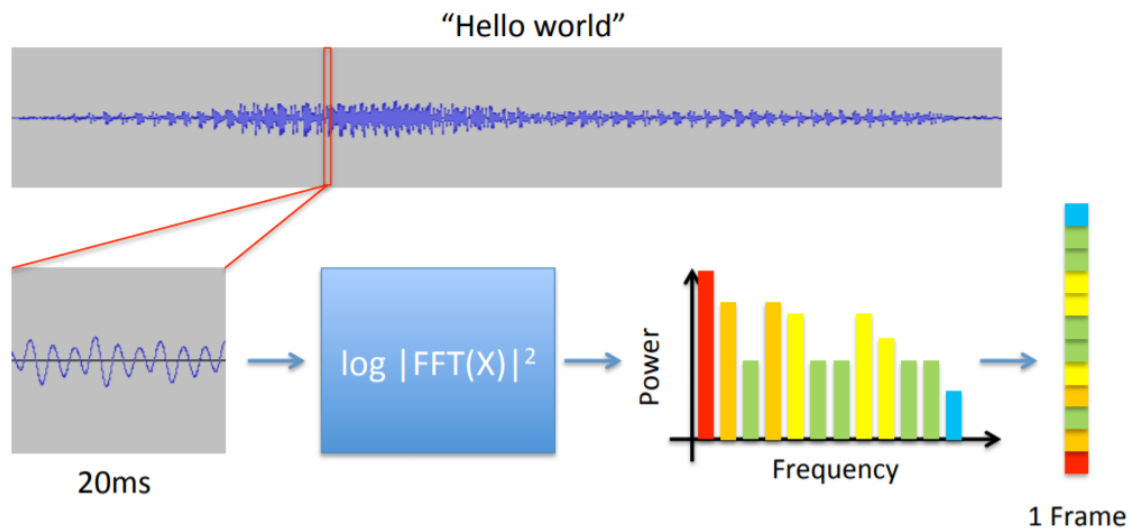 “Hello world”
20ms
log |FFT(X)|²
Power
Frequency
1 Frame